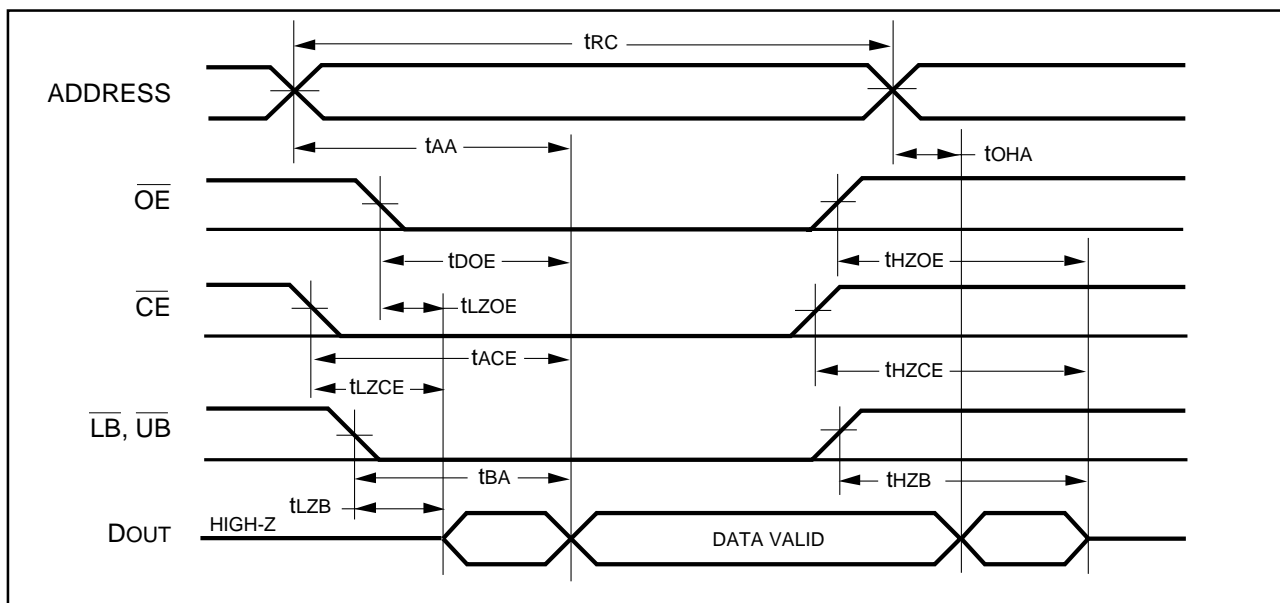 tRC
ADDRESS
tAA
tOHA
OE
tDOE
tHZOE
CE
tLZOE
tACE
tHZCE
tLZCE
LB, UB
tBA
tHZB
tLZB
DOUT
HIGH-Z
DATA VALID